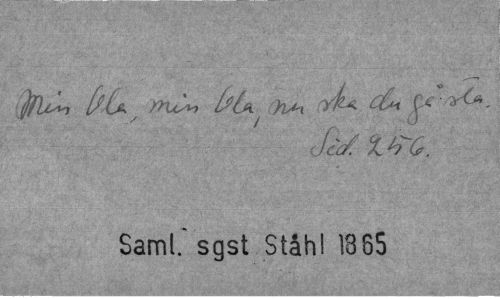 Min Ola, min Ola, nu ska du gå sta.
Sid. 256.
Saml. sgst Ståhl 1865